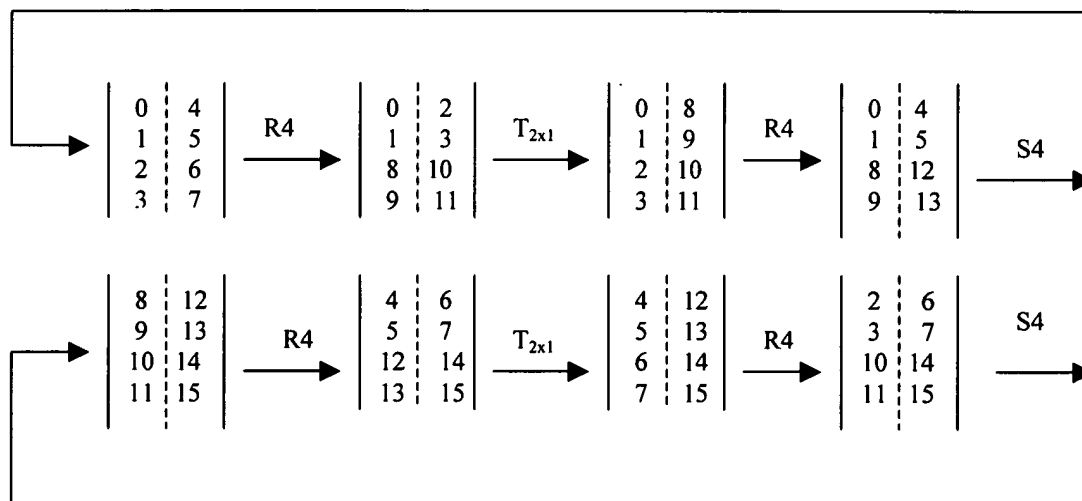 0 4 0 2 0 8 0 4
1 5 R4 1 3 T2x1 1 9 R4 1 5 S4
2 6 8 10 2 10 8 12
3 7 9 11 3 11 9 13
8 12 4 6 4 12 2 6
9 13 R4 5 7 T2x1 5 13 R4 3 7 S4
10 14 12 14 6 14 10 14
11 15 13 15 7 15 11 15